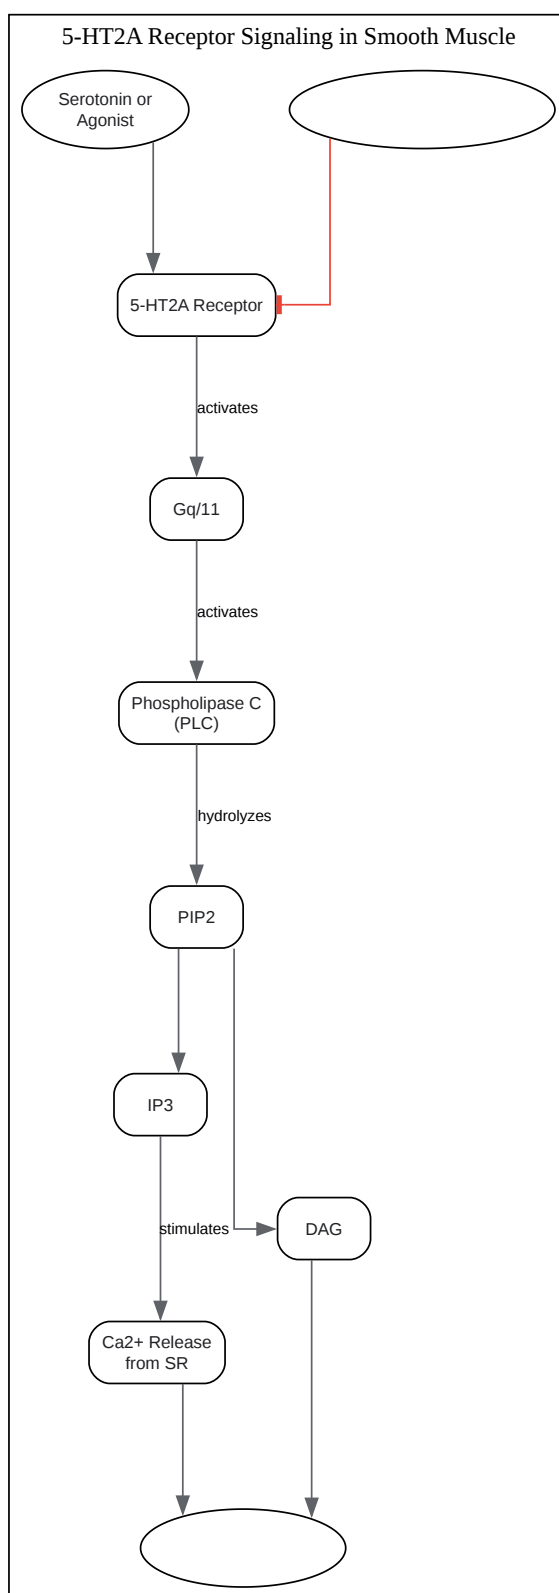 5-HT2A Receptor Signaling in Smooth Muscle
Serotonin or
Agonist
5-HT2A Receptor
activates
Gq/11
activates
Phospholipase C
(PLC)
hydrolyzes
PIP2
IP3
stimulates
DAG
Ca2+ Release
from SR